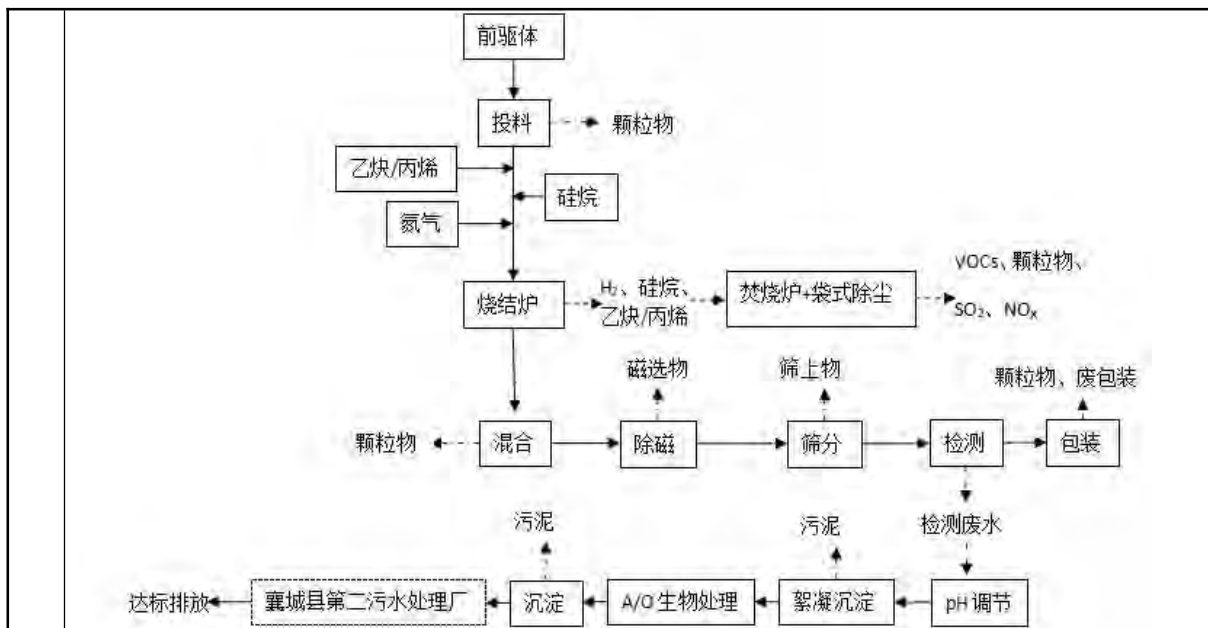 前驱体
投料
颗粒物
乙炔/丙烯
硅烷
氮气
烧结炉
H₂、硅烷、
乙炔/丙烯
焚烧炉+袋式除尘
VOCs、颗粒物、
SO₂、NOₓ
磁选物
筛上物
颗粒物、废包装
颗粒物
混合
除磁
筛分
检测
包装
污泥
污泥
检测废水
达标排放
襄城县第二污水处理厂
沉淀
A/O 生物处理
絮凝沉淀
pH 调节